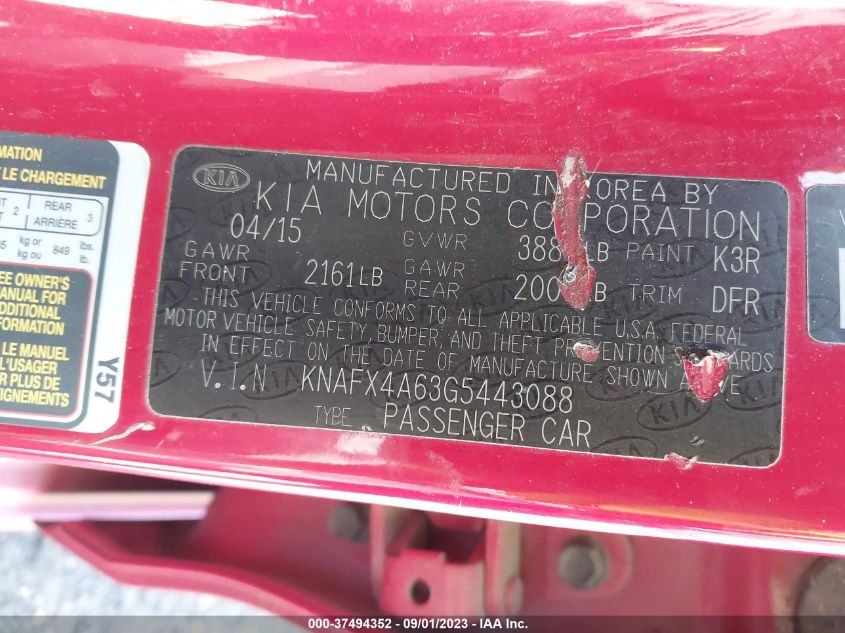 MATION
LE CHARGEMENT
2
REAR
ARRIÈRE
3
kg or
kg ou
849
lbs.
lb.
EE OWNER'S
MANUAL FOR
ADDITIONAL
FORMATION
LE MANUEL
L'USAGER
R PLUS DE
SEIGNEMENTS
Y57
KIA
MANUFACTURED IN KOREA BY
KIA MOTORS CORPORATION
04/15 GVWR 388 LB PAINT K3R
GAWR
FRONT 2161LB GAWR
REAR 200 LB TRIM DFR
THIS VEHICLE CONFORMS TO ALL APPLICABLE U.S.A. FEDERAL
MOTOR VEHICLE SAFETY, BUMPER, AND THEFT PREVENTION STANDARDS
IN EFFECT ON THE DATE OF MANUFACTURE SHOWN ABOVE
V.I.N KNAFX4A63G5443088
TYPE PASSENGER CAR
000-37494352 - 09/01/2023 - IAA Inc.